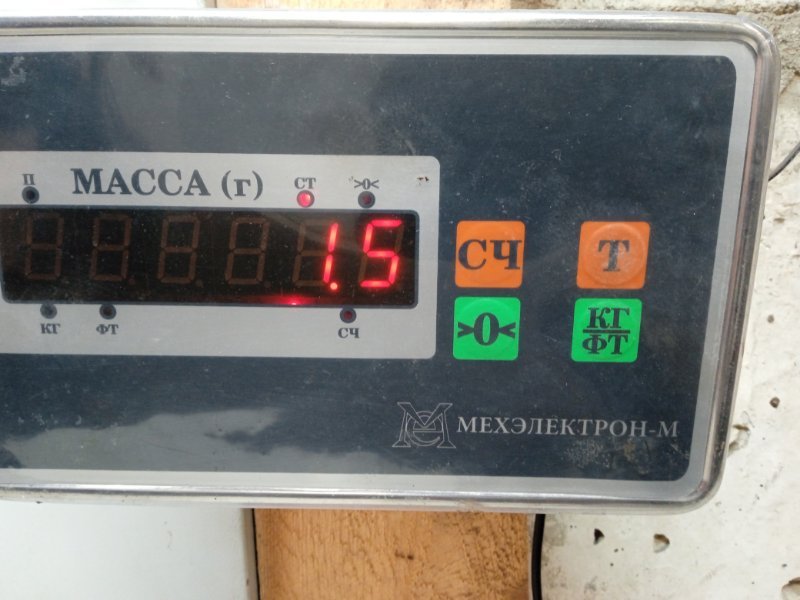 П МАССА (г) СТ >0<
1.5
КГ ФТ СЧ
СЧ Т
>0< КГ
ФТ
МЕХЭЛЕКТРОН-М